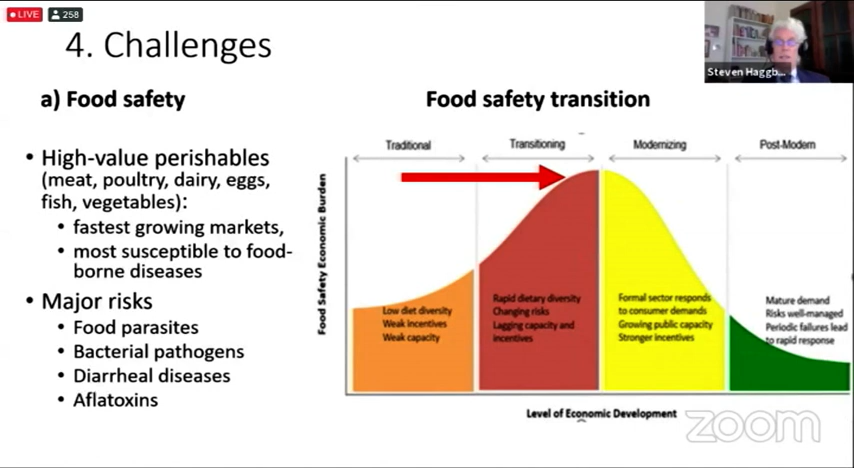 LIVE
258
Steven Haggb...
4. Challenges
a) Food safety
• High-value perishables
(meat, poultry, dairy, eggs,
fish, vegetables):
• fastest growing markets,
• most susceptible to food-
borne diseases
• Major risks
• Food parasites
• Bacterial pathogens
• Diarrheal diseases
• Aflatoxins
Food safety transition
Traditional
Transitioning
Modernizing
Post-Modern
Food Safety Economic Burden
Low diet diversity
Weak incentives
Weak capacity
Rapid dietary diversity
Changing risks
Lagging capacity and
incentives
Formal sector responds
to consumer demands
Growing public capacity
Stronger incentives
Mature demand
Risks well-managed
Periodic failures lead
to rapid response
Level of Economic Development
zoom